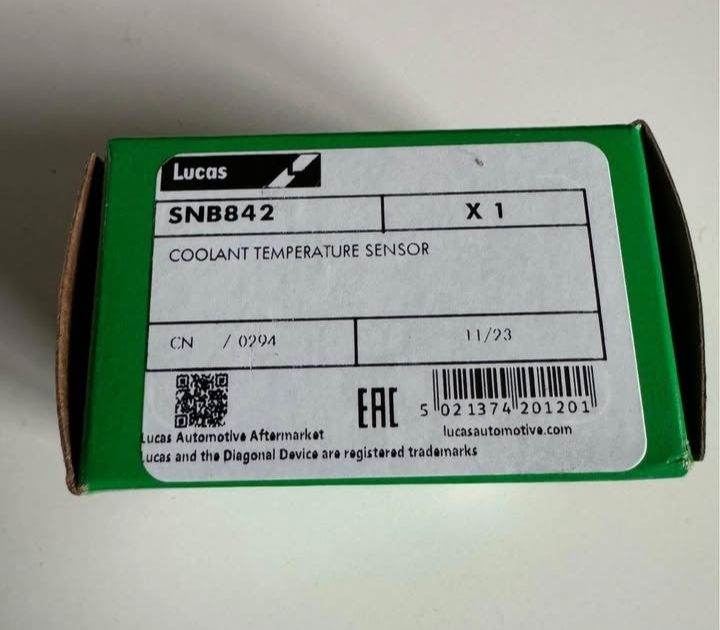 Lucas
SNB842 X 1
COOLANT TEMPERATURE SENSOR
CN / 0294 11/23
EAC
5 021374 201201
Lucas Automotive Aftermarket lucasautomotive.com
Lucas and the Diagonal Device are registered trademarks